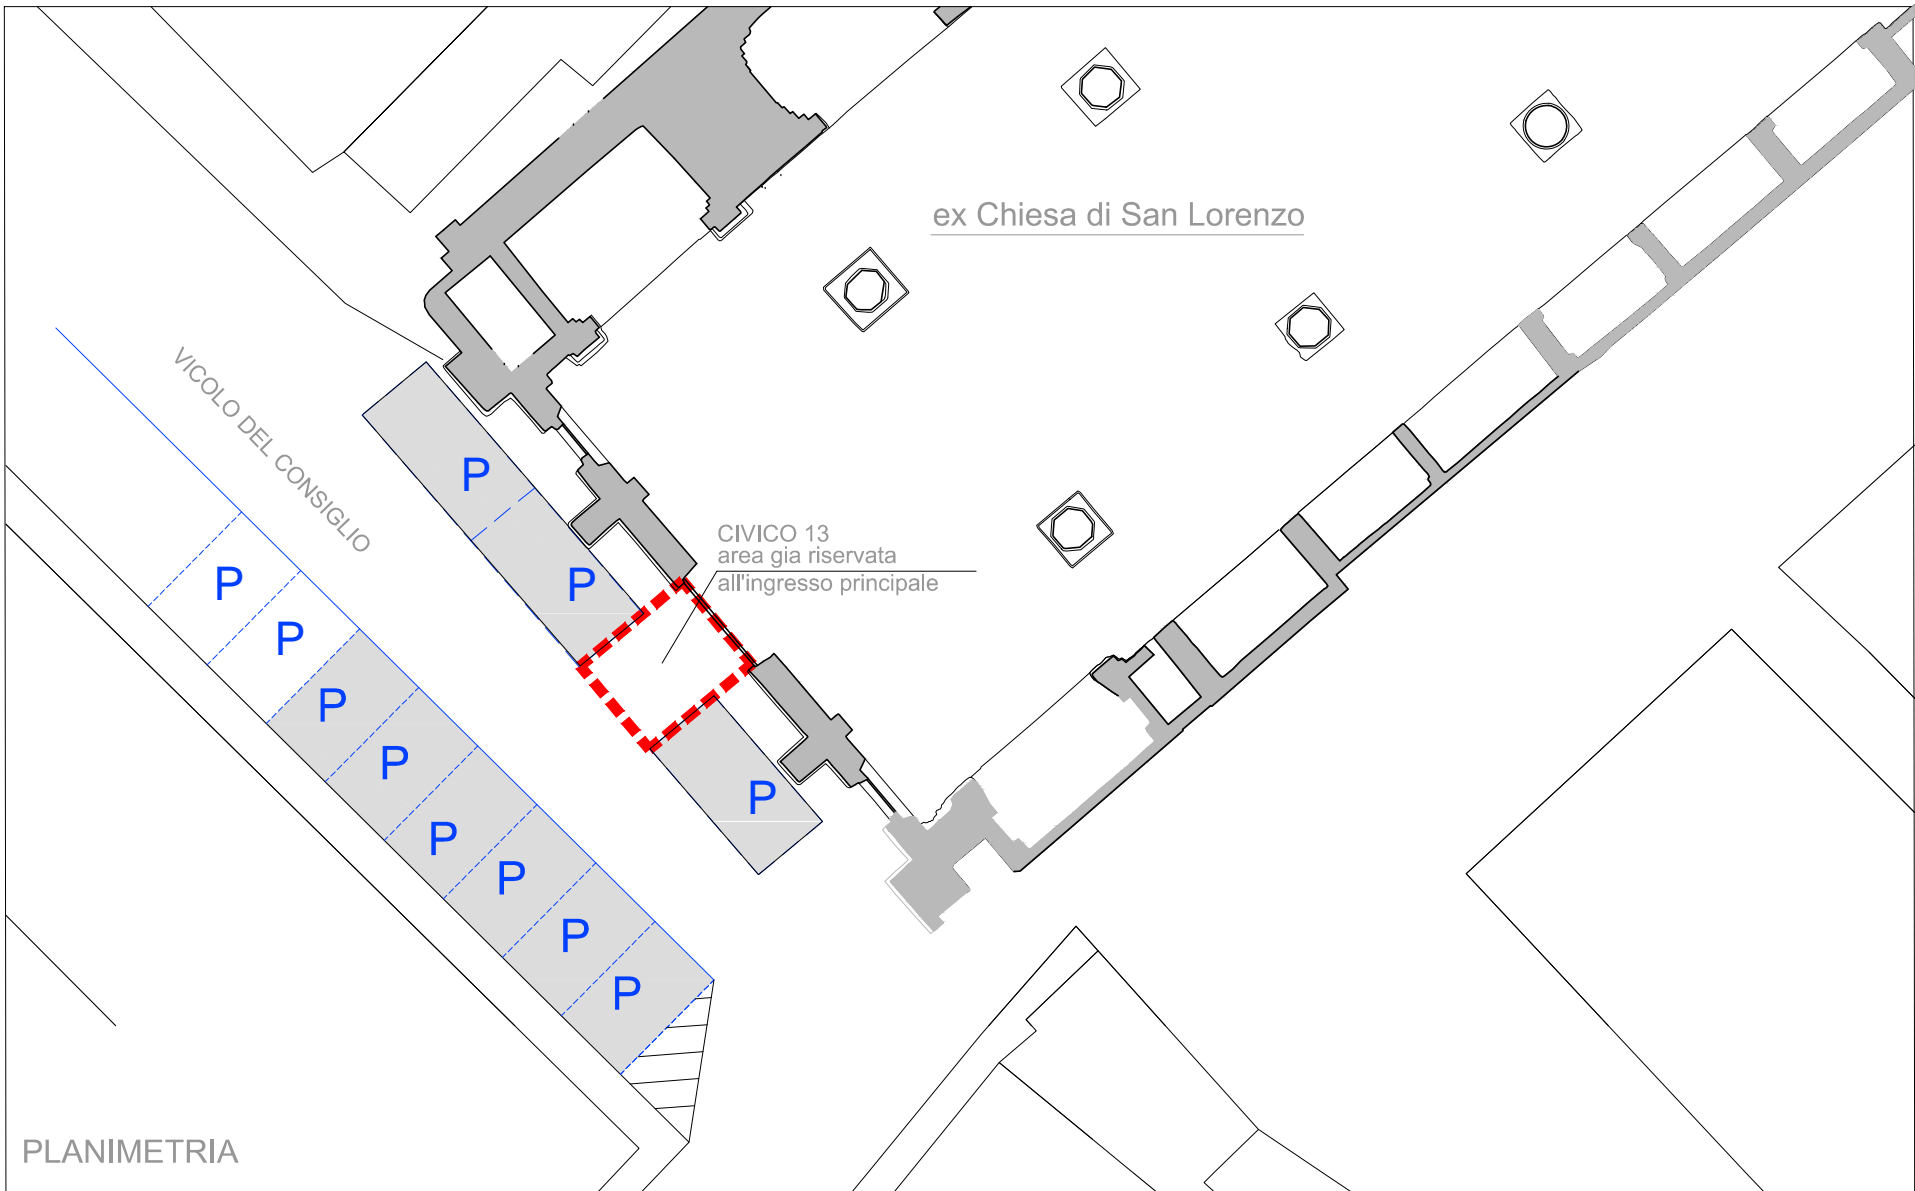 ex Chiesa di San Lorenzo
VICOLO DEL CONSIGLIO
P
P
CIVICO 13
area gia riservata
all'ingresso principale
P
P
P
P
P
P
P
P
P
PLANIMETRIA